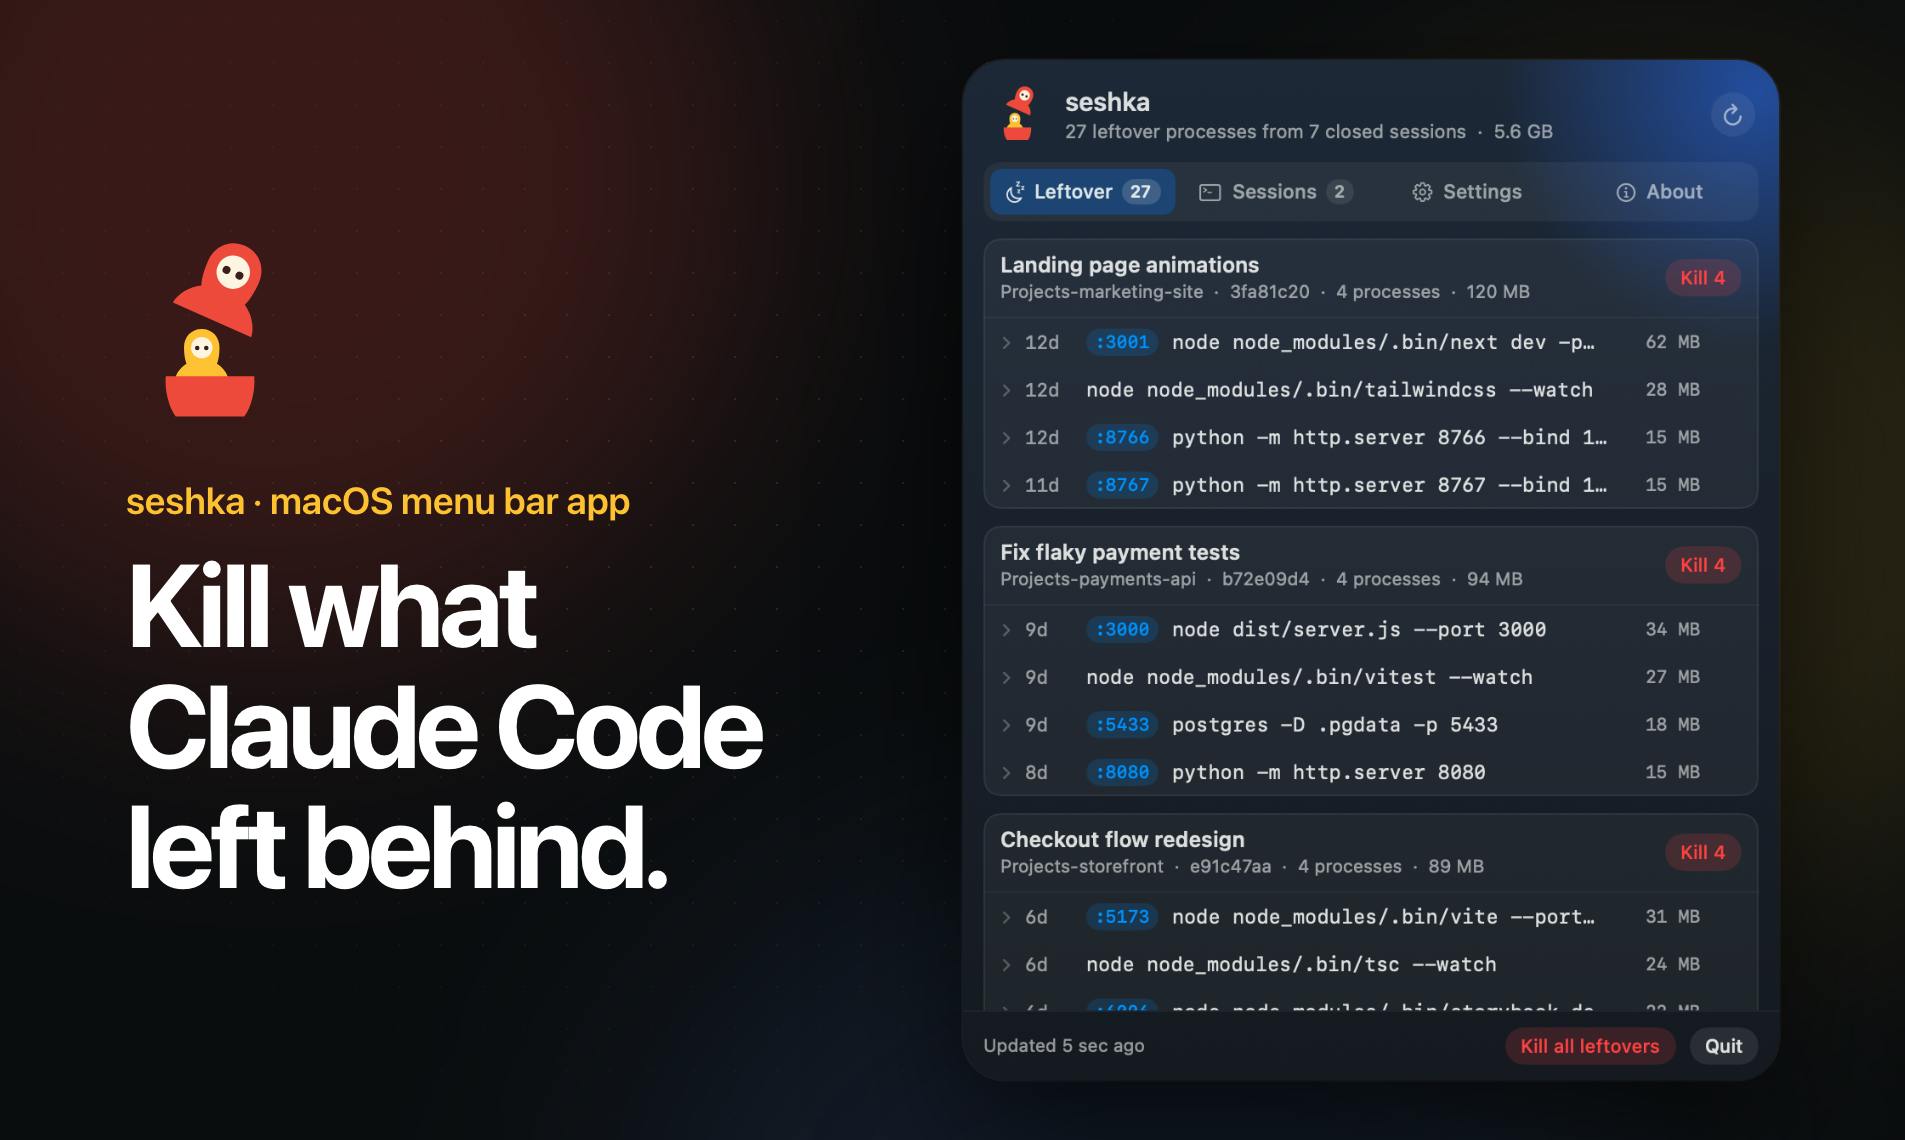 seshka · macOS menu bar app
Kill what
Claude Code
left behind.
seshka
27 leftover processes from 7 closed sessions · 5.6 GB
Leftover 27 Sessions 2 Settings About
Landing page animations
Kill 4
Projects-marketing-site · 3fa81c20 · 4 processes · 120 MB
12d :3001 node node_modules/.bin/next dev -p… 62 MB
12d node node_modules/.bin/tailwindcss --watch 28 MB
12d :8766 python -m http.server 8766 --bind 1… 15 MB
11d :8767 python -m http.server 8767 --bind 1… 15 MB
Fix flaky payment tests
Kill 4
Projects-payments-api · b72e09d4 · 4 processes · 94 MB
9d :3000 node dist/server.js --port 3000 34 MB
9d node node_modules/.bin/vitest --watch 27 MB
9d :5433 postgres -D .pgdata -p 5433 18 MB
8d :8080 python -m http.server 8080 15 MB
Checkout flow redesign
Kill 4
Projects-storefront · e91c47aa · 4 processes · 89 MB
6d :5173 node node_modules/.bin/vite --port… 31 MB
6d node node_modules/.bin/tsc --watch 24 MB
Updated 5 sec ago
Kill all leftovers Quit